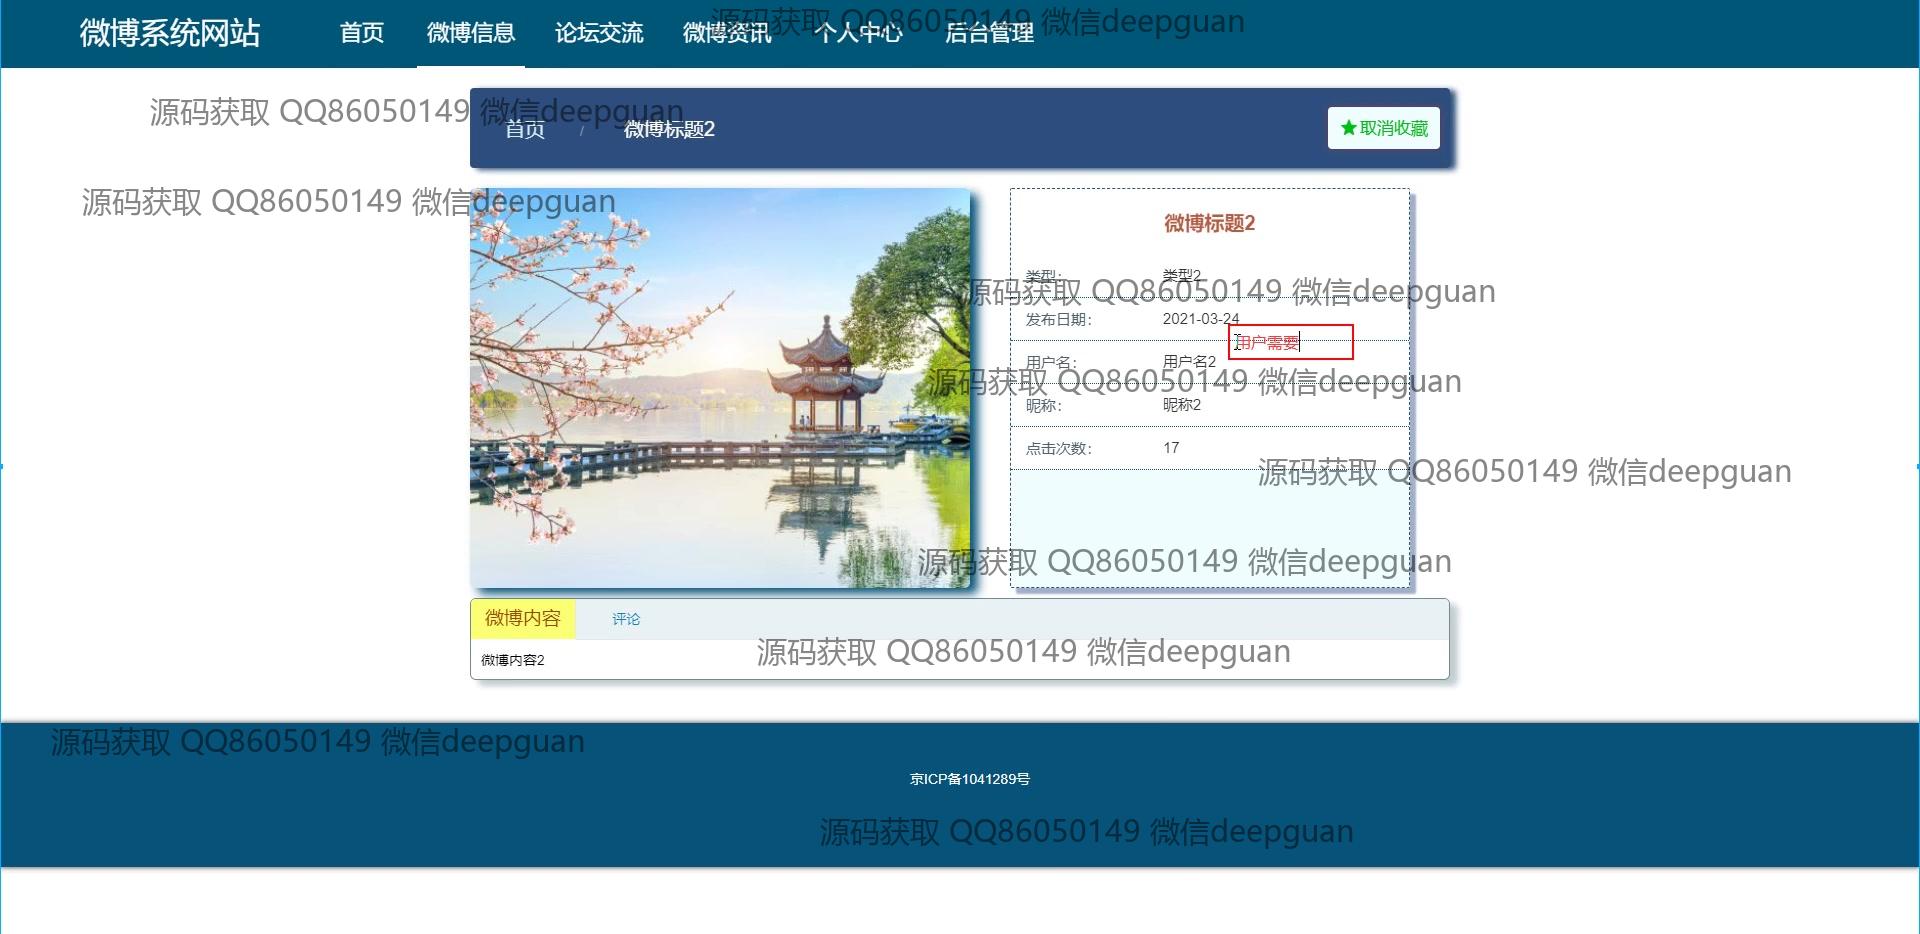 微博系统网站 首页 微博信息 论坛交流 微博资讯 个人中心 后台管理
源码获取 QQ86050149 微信deepguan
源码获取 QQ86050149 微信deepguan
首页 / 微博标题2
★取消收藏
源码获取 QQ86050149 微信deepguan
微博标题2
类型： 类型2
源码获取 QQ86050149 微信deepguan
发布日期： 2021-03-24
用户需要
用户名： 用户名2
源码获取 QQ86050149 微信deepguan
昵称： 昵称2
点击次数： 17
源码获取 QQ86050149 微信deepguan
源码获取 QQ86050149 微信deepguan
微博内容 评论
源码获取 QQ86050149 微信deepguan
微博内容2
源码获取 QQ86050149 微信deepguan
京ICP备1041289号
源码获取 QQ86050149 微信deepguan